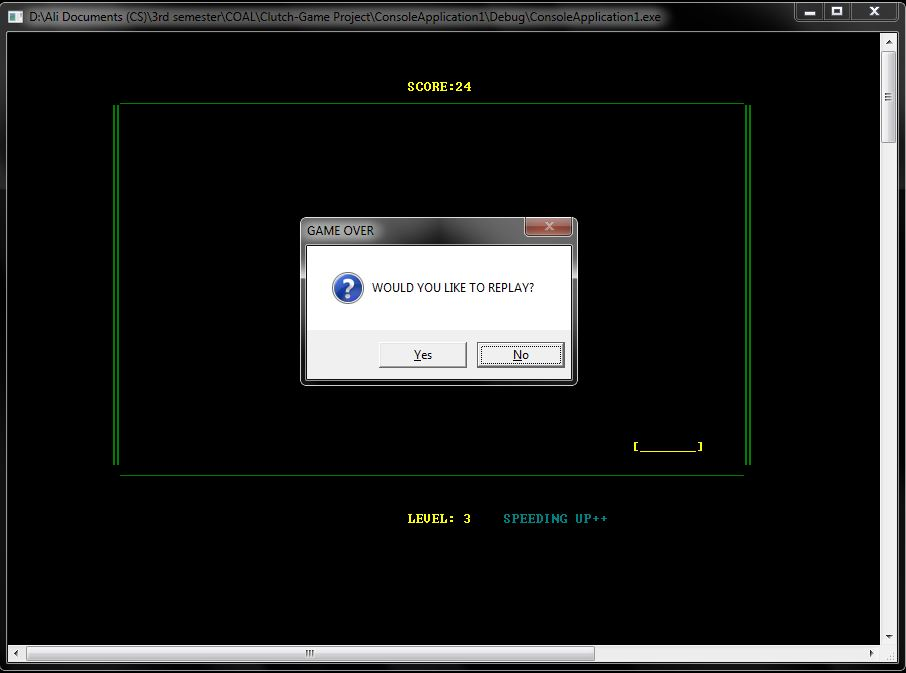 D:\Ali Documents (CS)\3rd semester\COAL\Clutch-Game Project\ConsoleApplication1\Debug\ConsoleApplication1.exe
SCORE:24
GAME OVER
WOULD YOU LIKE TO REPLAY?
Yes
No
[_______]
LEVEL: 3 SPEEDING UP++